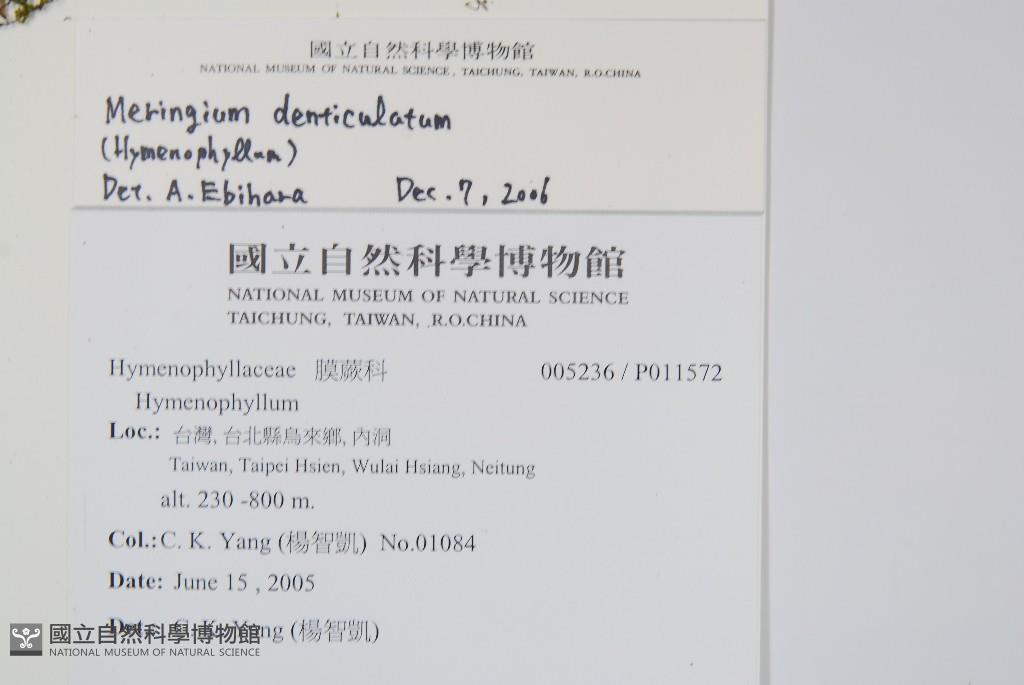 國立自然科學博物館
NATIONAL MUSEUM OF NATURAL SCIENCE, TAICHUNG, TAIWAN, R.O.CHINA
Meringium denticulatum
(Hymenophyllum)
Det. A. Ebihara Dec. 7, 2006
國立自然科學博物館
NATIONAL MUSEUM OF NATURAL SCIENCE
TAICHUNG, TAIWAN, R.O.CHINA
Hymenophyllaceae 膜蕨科 005236 / P011572
Hymenophyllum
Loc.: 台灣, 台北縣烏來鄉, 內洞
Taiwan, Taipei Hsien, Wulai Hsiang, Neitung
alt. 230 -800 m.
Col.: C. K. Yang (楊智凱) No.01084
Date: June 15 , 2005
Det.: C. K. Yang (楊智凱)
國立自然科學博物館
NATIONAL MUSEUM OF NATURAL SCIENCE